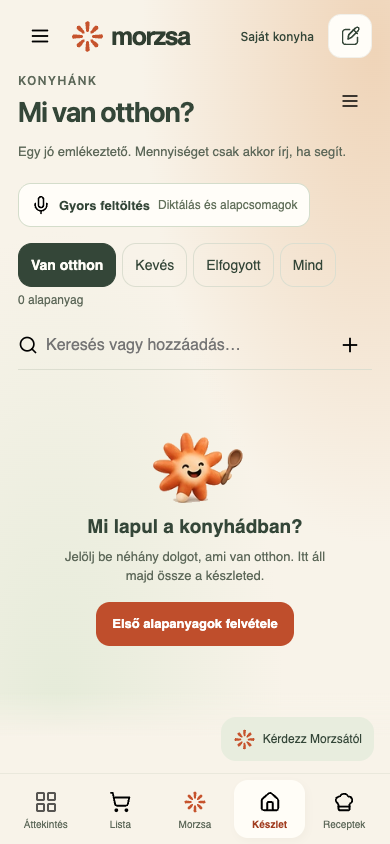 morzsa
Saját konyha
KONYHÁNK
Mi van otthon?
Egy jó emlékeztető. Mennyiséget csak akkor írj, ha segít.
Gyors feltöltés Diktálás és alapcsomagok
Van otthon Kevés Elfogyott Mind
0 alapanyag
Keresés vagy hozzáadás…
Mi lapul a konyhádban?
Jelölj be néhány dolgot, ami van otthon. Itt áll
majd össze a készleted.
Első alapanyagok felvétele
Kérdezz Morzsától
Áttekintés Lista Morzsa Készlet Receptek